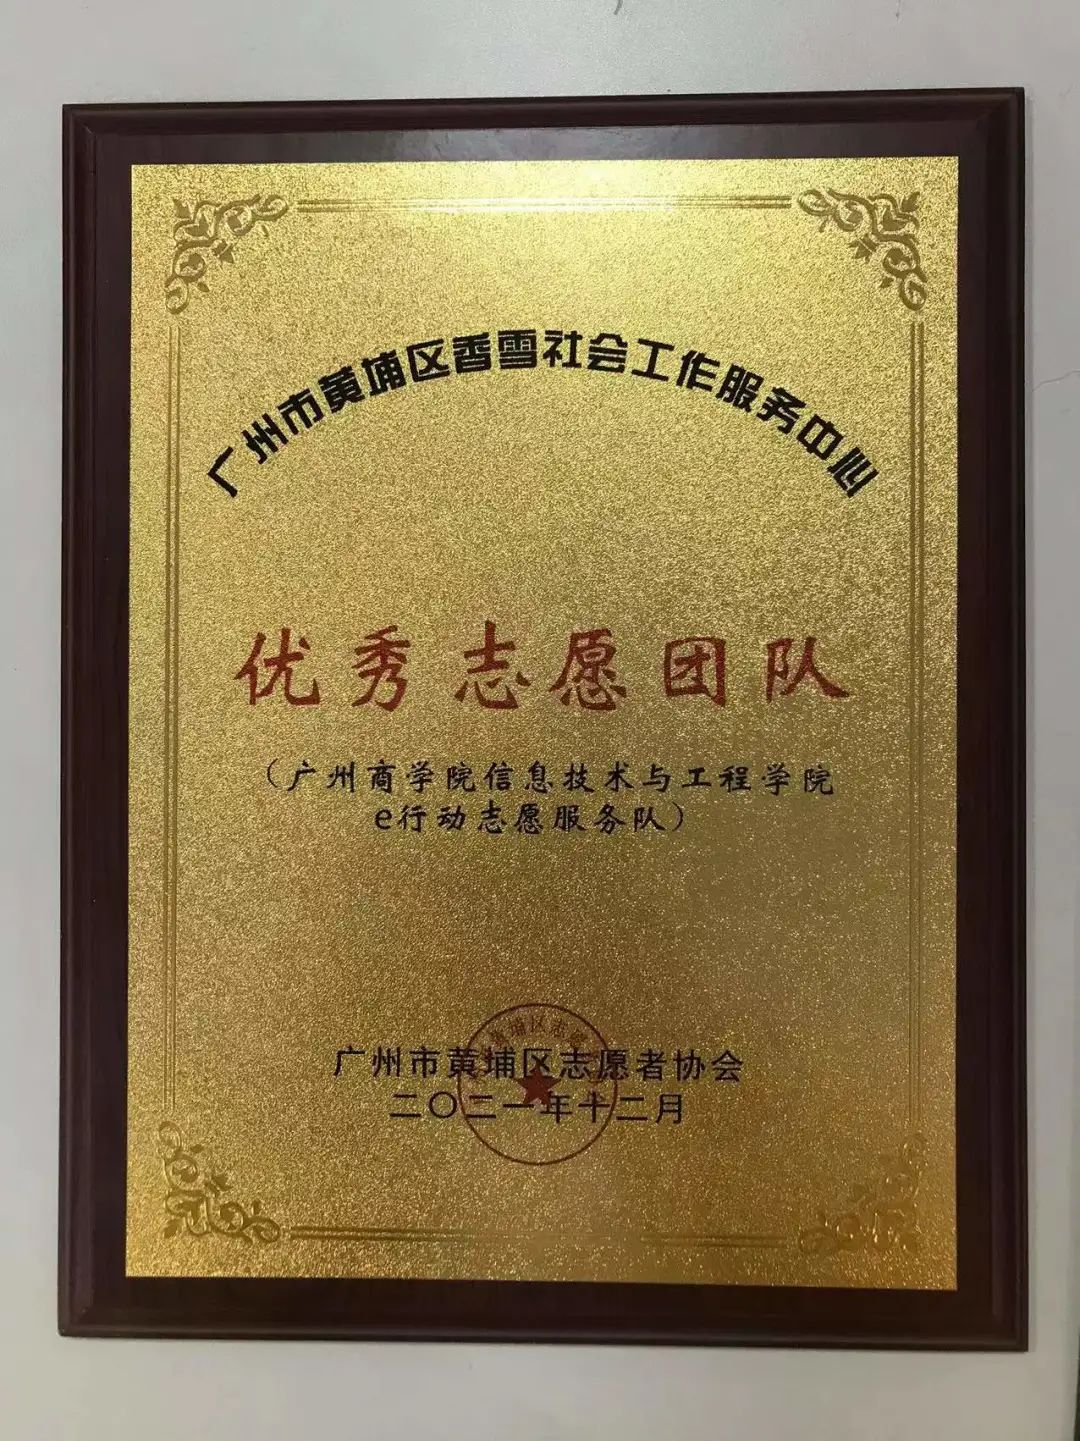 广州市黄埔区香雪社会工作服务中心
优秀志愿团队
（广州商学院信息技术与工程学院
e行动志愿服务队）
广州市黄埔区志愿者协会
二〇二一年十二月